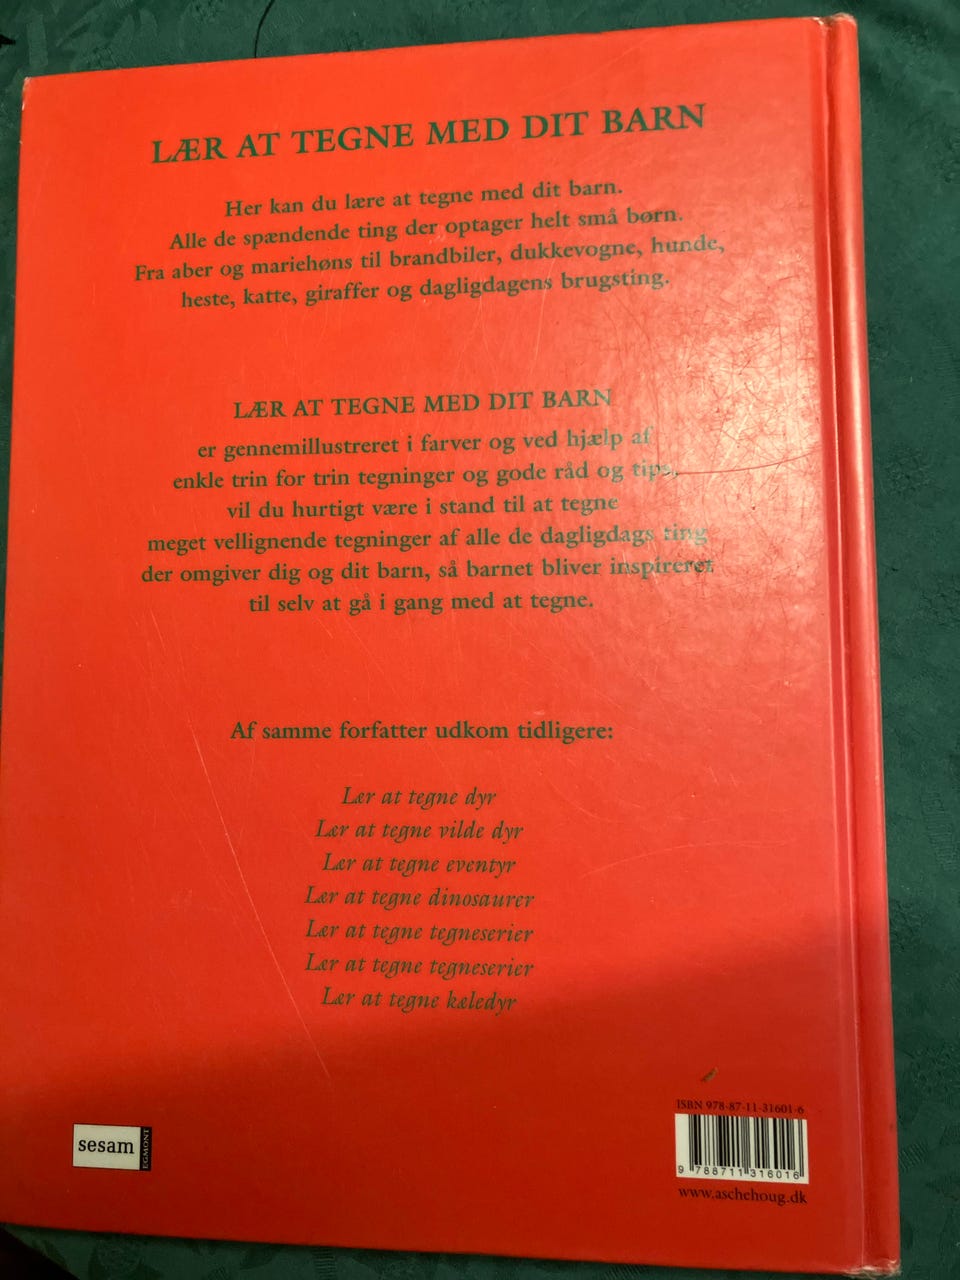 LÆR AT TEGNE MED DIT BARN
Her kan du lære at tegne med dit barn.
Alle de spændende ting der optager helt små børn.
Fra aber og mariehøns til brandbiler, dukkevogne, hunde,
heste, katte, giraffer og dagligdagens brugsting.
LÆR AT TEGNE MED DIT BARN
er gennemillustreret i farver og ved hjælp af
enkle trin for trin tegninger og gode råd og tips,
vil du hurtigt være i stand til at tegne
meget vellignende tegninger af alle de dagligdags ting
der omgiver dig og dit barn, så barnet bliver inspireret
til selv at gå i gang med at tegne.
Af samme forfatter udkom tidligere:
Lær at tegne dyr
Lær at tegne vilde dyr
Lær at tegne eventyr
Lær at tegne dinosaurer
Lær at tegne tegneserier
Lær at tegne tegneserier
Lær at tegne kæledyr
sesam
EGMONT
ISBN 978-87-11-31601-6
9 788711 316016
www.aschehoug.dk